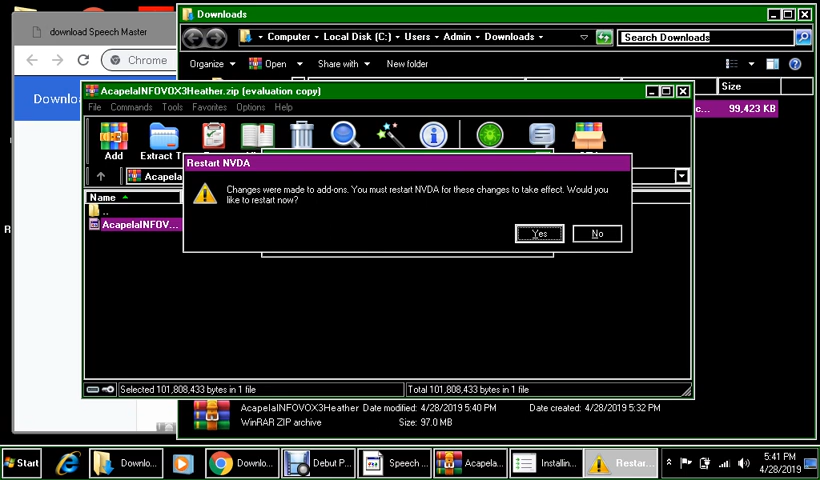 download Speech Master
Chrome
Downlo
Downloads
Computer
Local Disk (C:)
Users
Admin
Downloads
Search Downloads
Organize
Open
Share with
New folder
Size
99,423 KB
AcapelaINFOVOX3Heather.zip (evaluation copy)
File Commands Tools Favorites Options Help
Add
Extract T
Acapela
Name
..
AcapelaINFOV...
Restart NVDA
Changes were made to add-ons. You must restart NVDA for these changes to take effect. Would you
like to restart now?
Yes
No
Selected 101,808,433 bytes in 1 file
Total 101,808,433 bytes in 1 file
AcapelaINFOVOX3Heather Date modified: 4/28/2019 5:40 PM Date created: 4/28/2019 5:32 PM
WinRAR ZIP archive Size: 97.0 MB
Start
Downlo...
Downlo...
Debut P...
Speech ...
Acapela...
Installin...
Restar...
5:41 PM
4/28/2019